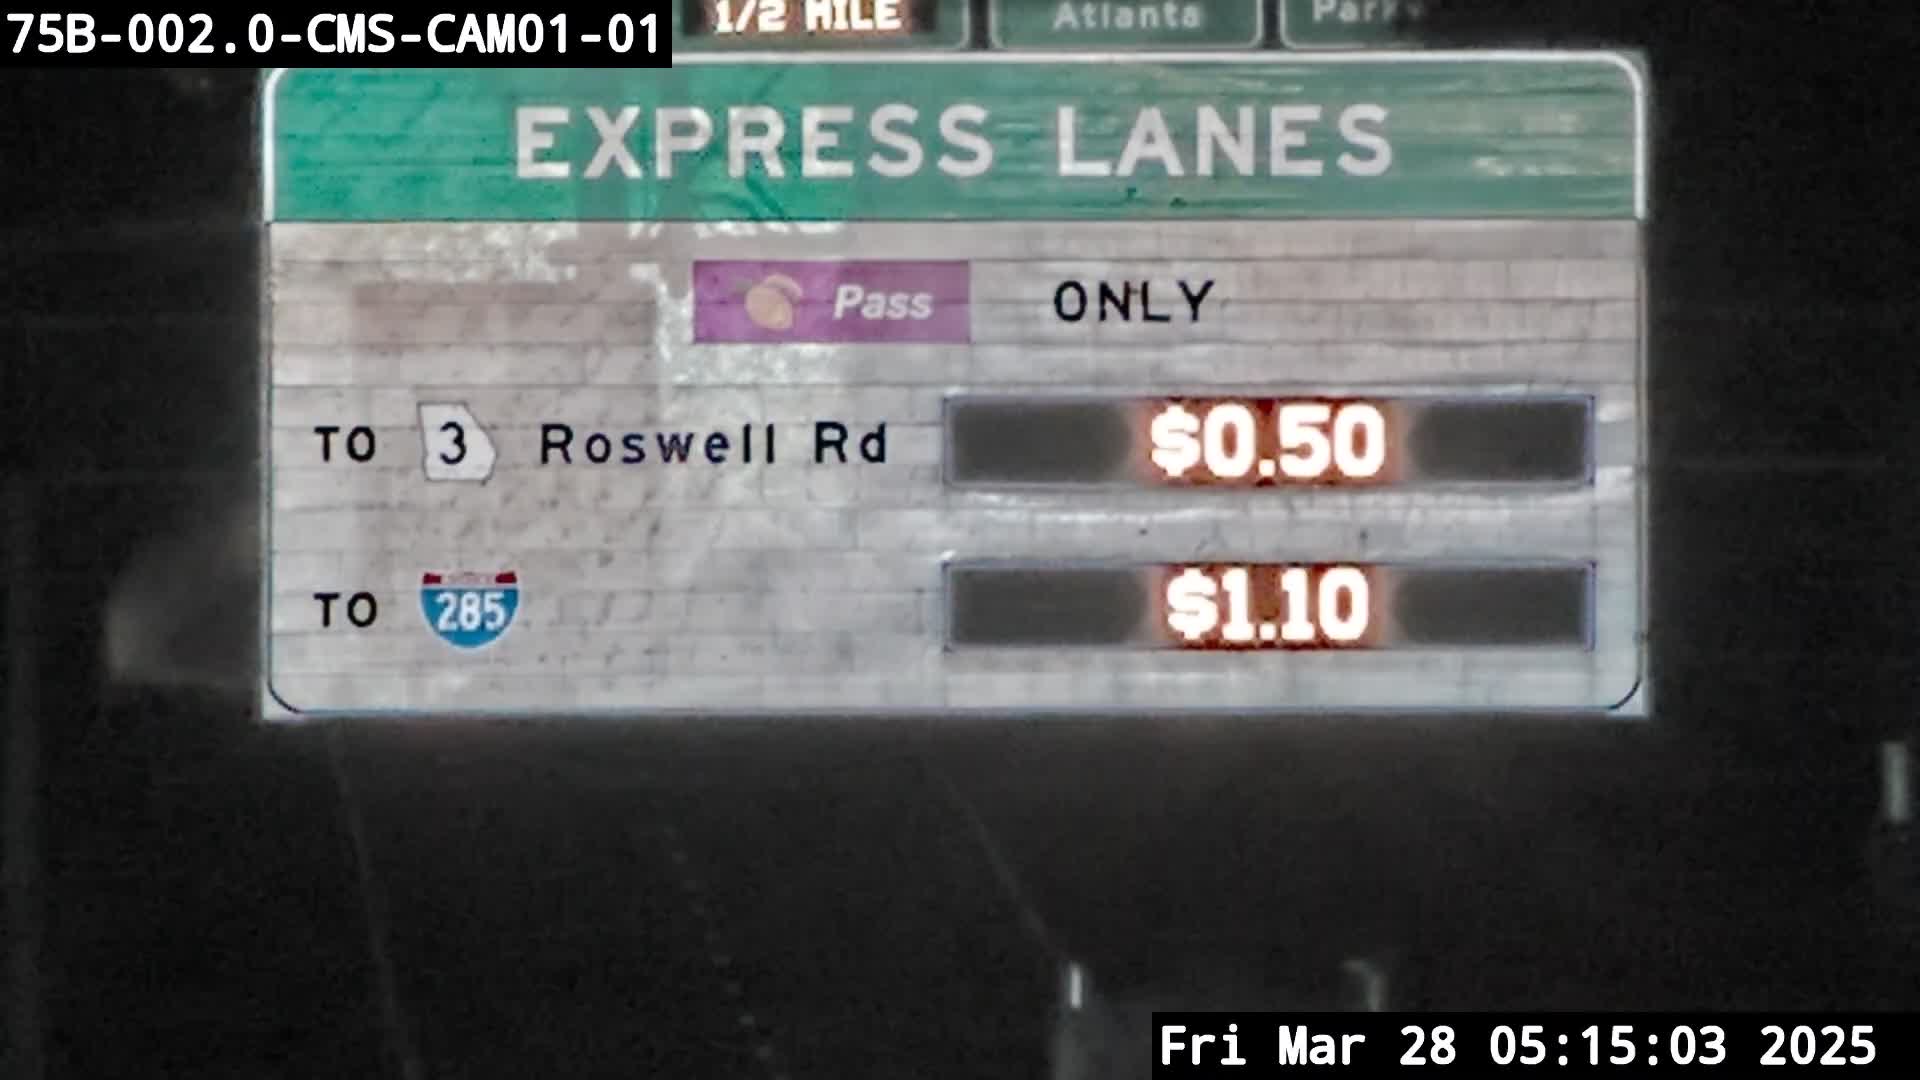 75B-002.0-CMS-CAM01-01
1/2 MILE
Atlanta
EXPRESS LANES
Pass ONLY
TO 3 Roswell Rd $0.50
TO 285 $1.10
Fri Mar 28 05:15:03 2025